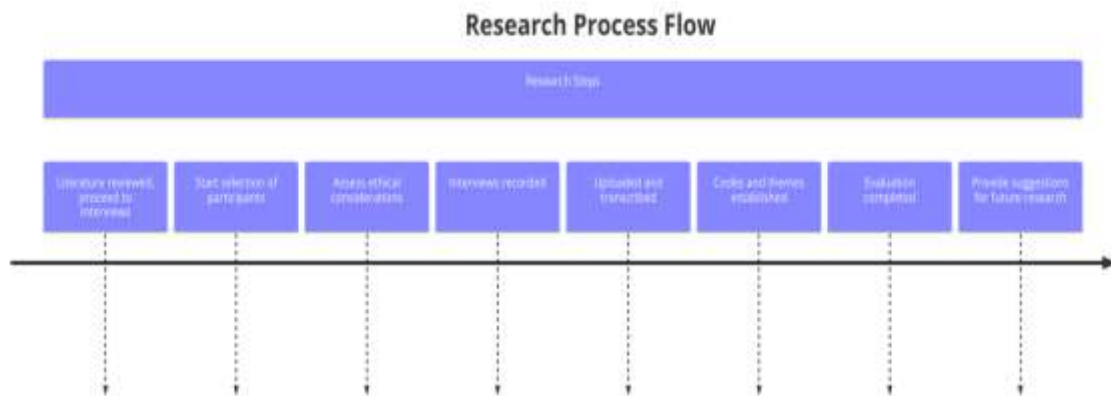 Research Process Flow
Research Steps
Literature reviewed,
proceed to
interviews
Start selection of
participants
Assess ethical
considerations
Interviews recorded
Uploaded and
transcribed
Codes and themes
established
Evaluation
completed
Provide suggestions
for future research